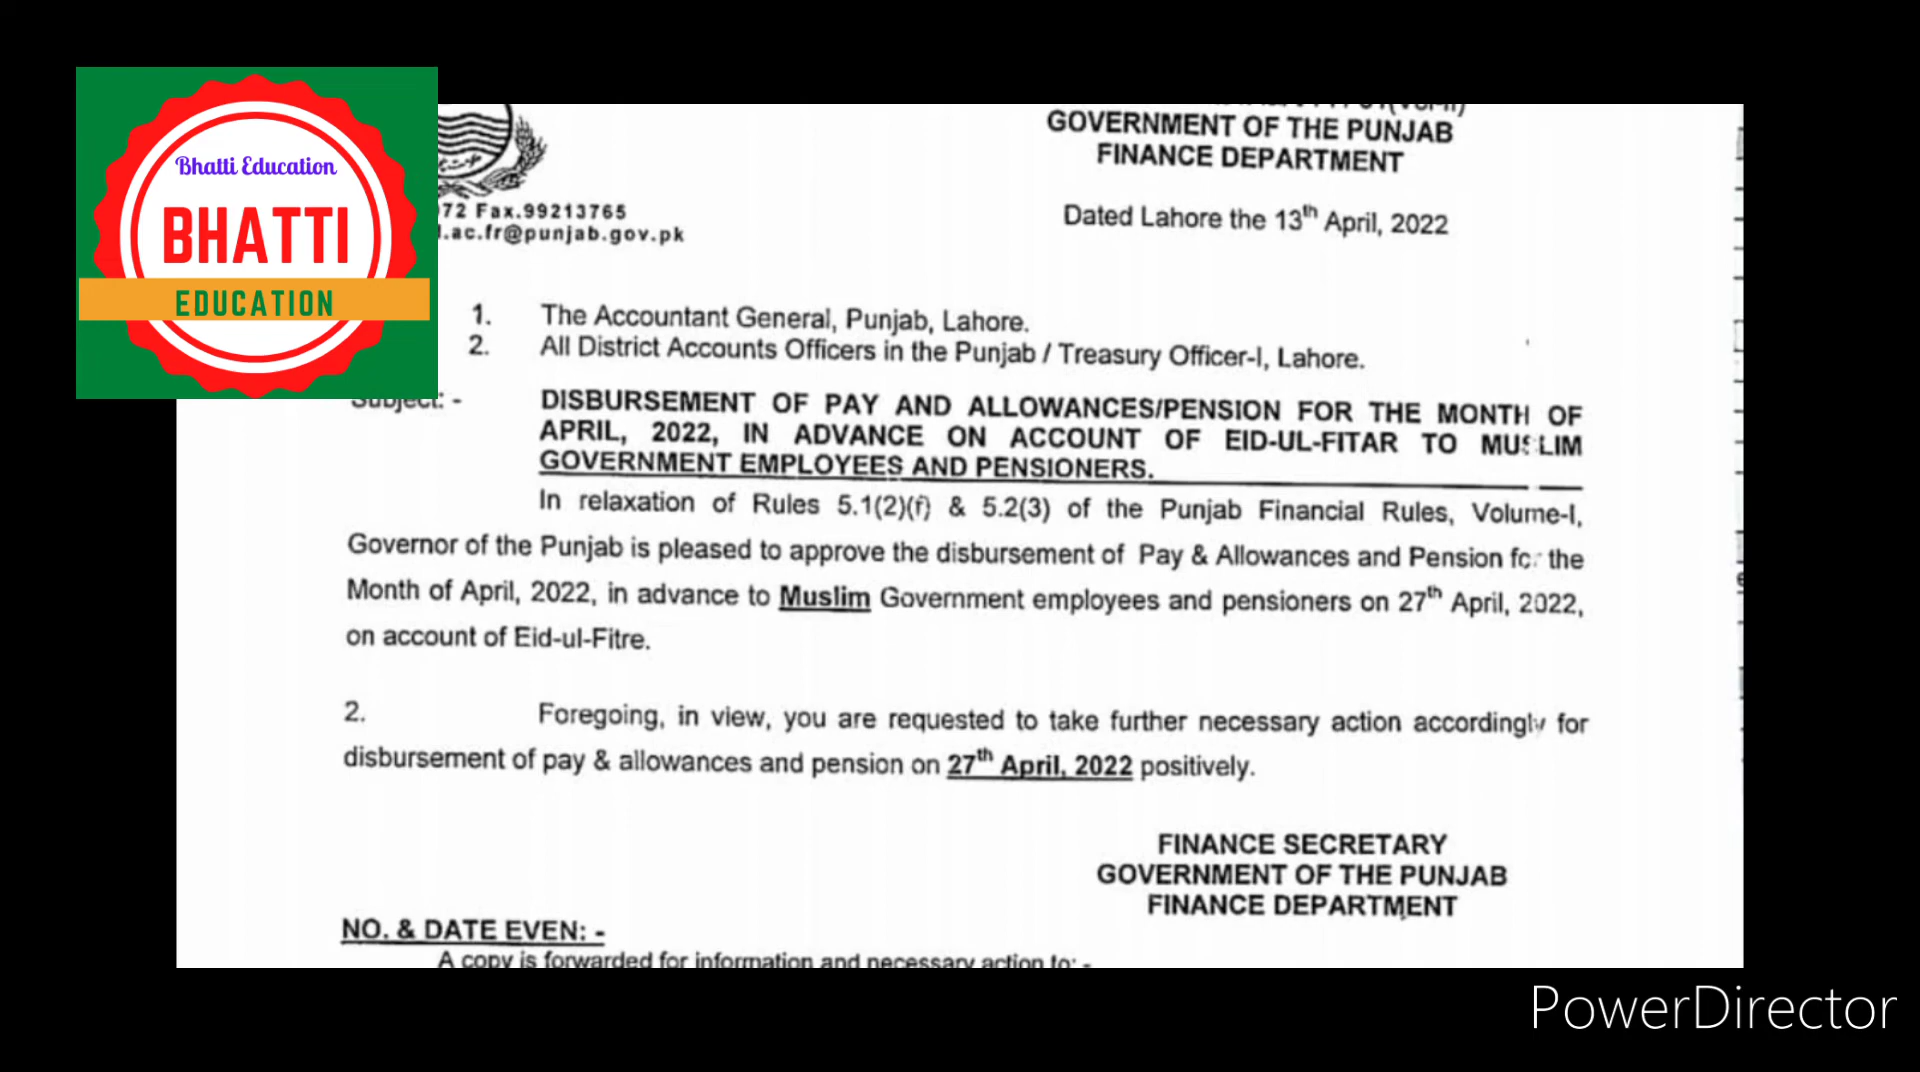 Bhatti Education
BHATTI
EDUCATION
GOVERNMENT OF THE PUNJAB
FINANCE DEPARTMENT
72 Fax.99213765
l.ac.fr@punjab.gov.pk
Dated Lahore the 13th April, 2022
1. The Accountant General, Punjab, Lahore.
2. All District Accounts Officers in the Punjab / Treasury Officer-I, Lahore.
Subject: - DISBURSEMENT OF PAY AND ALLOWANCES/PENSION FOR THE MONTH OF
APRIL, 2022, IN ADVANCE ON ACCOUNT OF EID-UL-FITAR TO MUSLIM
GOVERNMENT EMPLOYEES AND PENSIONERS.
In relaxation of Rules 5.1(2)(f) & 5.2(3) of the Punjab Financial Rules, Volume-I,
Governor of the Punjab is pleased to approve the disbursement of Pay & Allowances and Pension for the
Month of April, 2022, in advance to Muslim Government employees and pensioners on 27th April, 2022,
on account of Eid-ul-Fitre.
2. Foregoing, in view, you are requested to take further necessary action accordingly for
disbursement of pay & allowances and pension on 27th April, 2022 positively.
FINANCE SECRETARY
GOVERNMENT OF THE PUNJAB
FINANCE DEPARTMENT
NO. & DATE EVEN: -
A copy is forwarded for information and necessary action to: -
PowerDirector